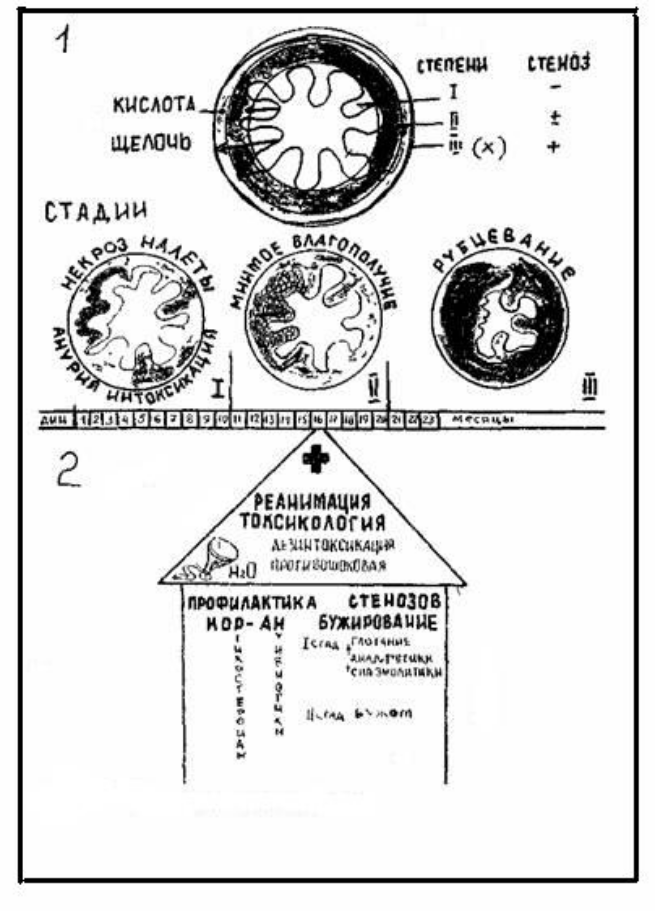 1
СТЕПЕНИ СТЕНОЗ
I -
КИСЛОТА
II ±
ЩЕЛОЧЬ
III (x) +
СТАДИИ
НЕКРОЗ НАЛЕТЫ
АНУРИЯ ИНТОКСИКАЦИЯ
I
МНИМОЕ БЛАГОПОЛУЧИЕ
II
РУБЦЕВАНИЕ
III
ДНИ 1 2 3 4 5 6 7 8 9 10 11 12 13 14 15 16 17 18 19 20 21 22 23 месяцы
2
РЕАНИМАЦИЯ
ТОКСИКОЛОГИЯ
ДЕЗИНТОКСИКАЦИЯ
ПРОТИВОШОКОВАЯ
H2O
ПРОФИЛАКТИКА СТЕНОЗОВ
КОР- АН БУЖИРОВАНИЕ
ТИКОСТЕРОИДЫ
ТИБИОТИКИ
I стад ГЛОТАНИЕ
АНАЛЬГЕТИКИ
СПАЗМОЛИТИКИ
II стад